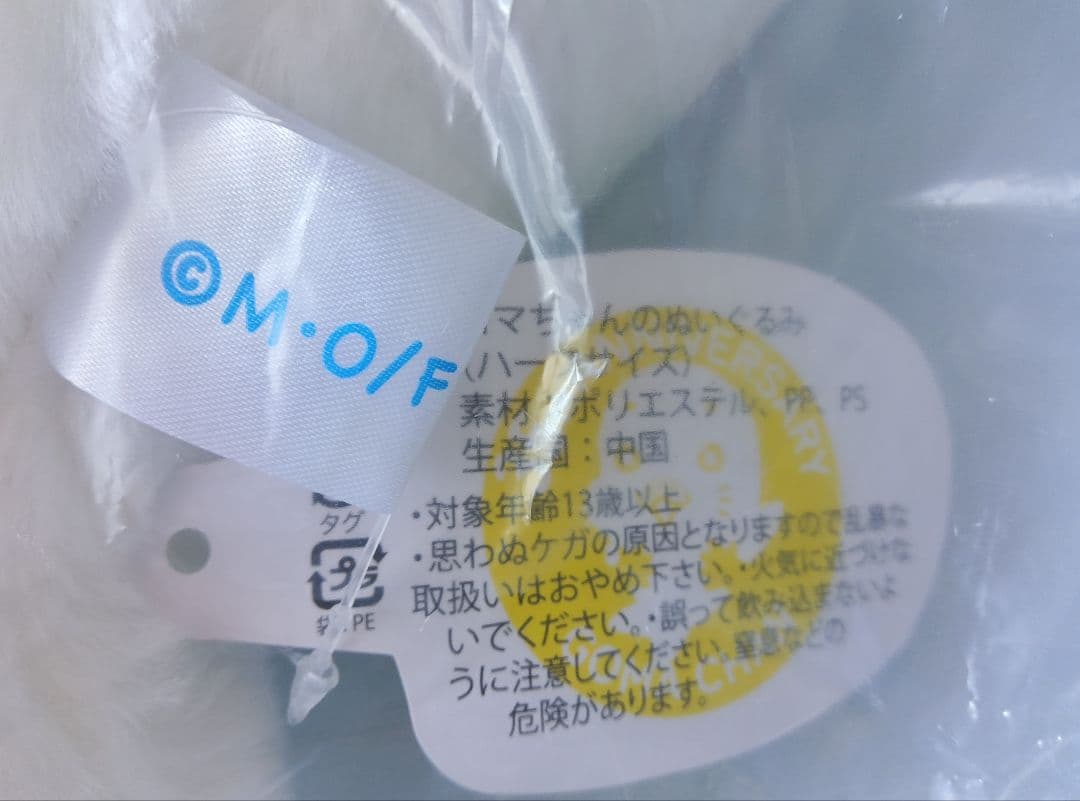 ©M・O/F
マちゃんのぬいぐるみ
(ハーフサイズ)
素材:ポリエステル、PP、PS
生産国:中国
・対象年齢13歳以上
・思わぬケガの原因となりますので乱暴な
取扱いはおやめ下さい。・火気に近づけな
いでください。・誤って飲み込まないよ
うに注意してください。窒息などの
危険があります。
タグ
プラ
袋:PE
ANNIVERSARY